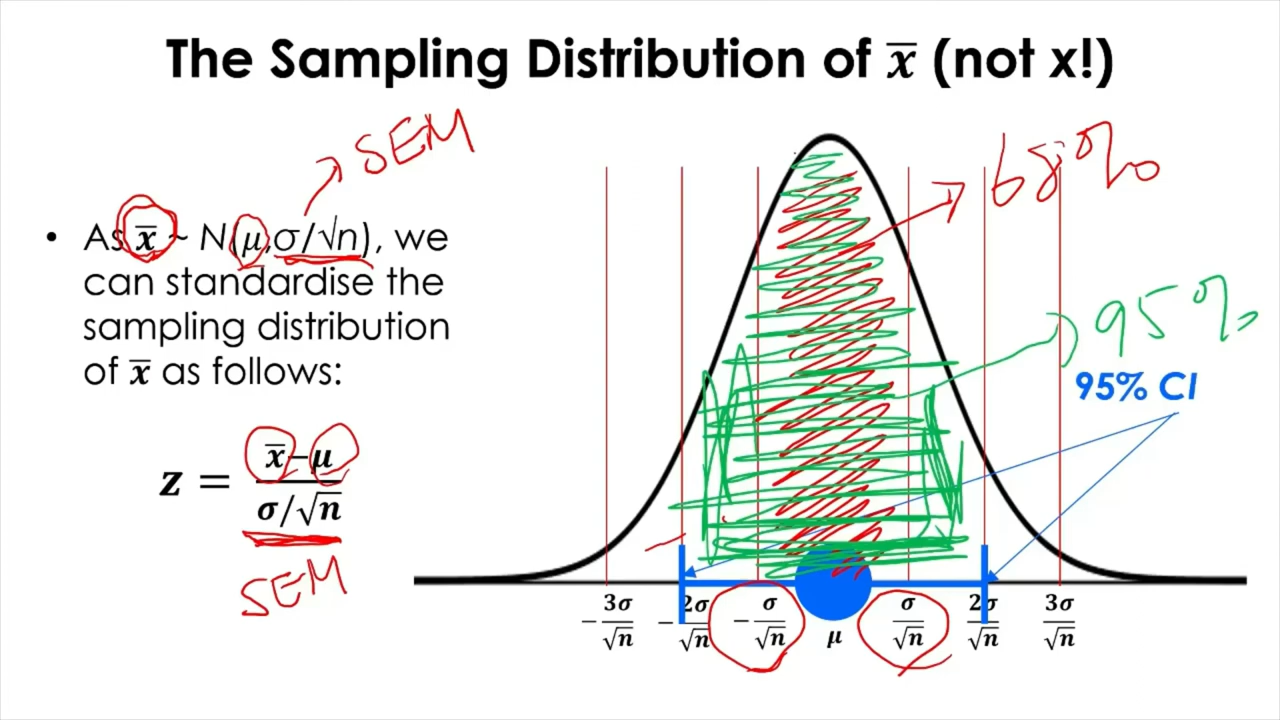 The Sampling Distribution of x̅ (not x!)
SEM
68%
• As x̅ ~ N(μ,σ/√n), we
can standardise the
sampling distribution
of x̅ as follows:
95%
95% CI
z = (x̅−μ)/(σ/√n)
SEM
−3σ/√n −2σ/√n −σ/√n μ σ/√n 2σ/√n 3σ/√n